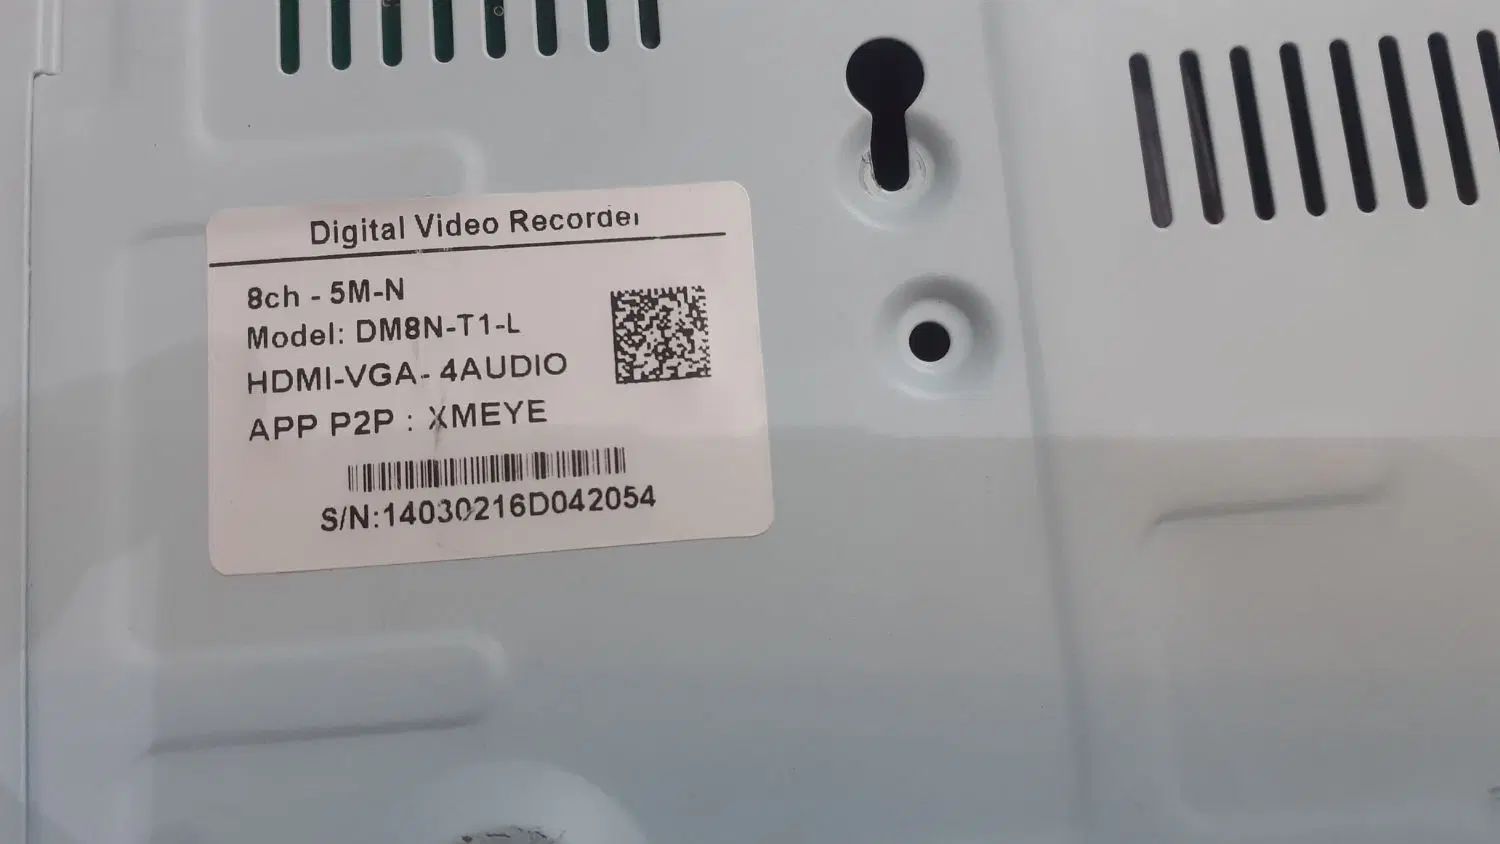 Digital Video Recorder
8ch - 5M-N
Model: DM8N-T1-L
HDMI-VGA- 4AUDIO
APP P2P : XMEYE
S/N:14030216D042054